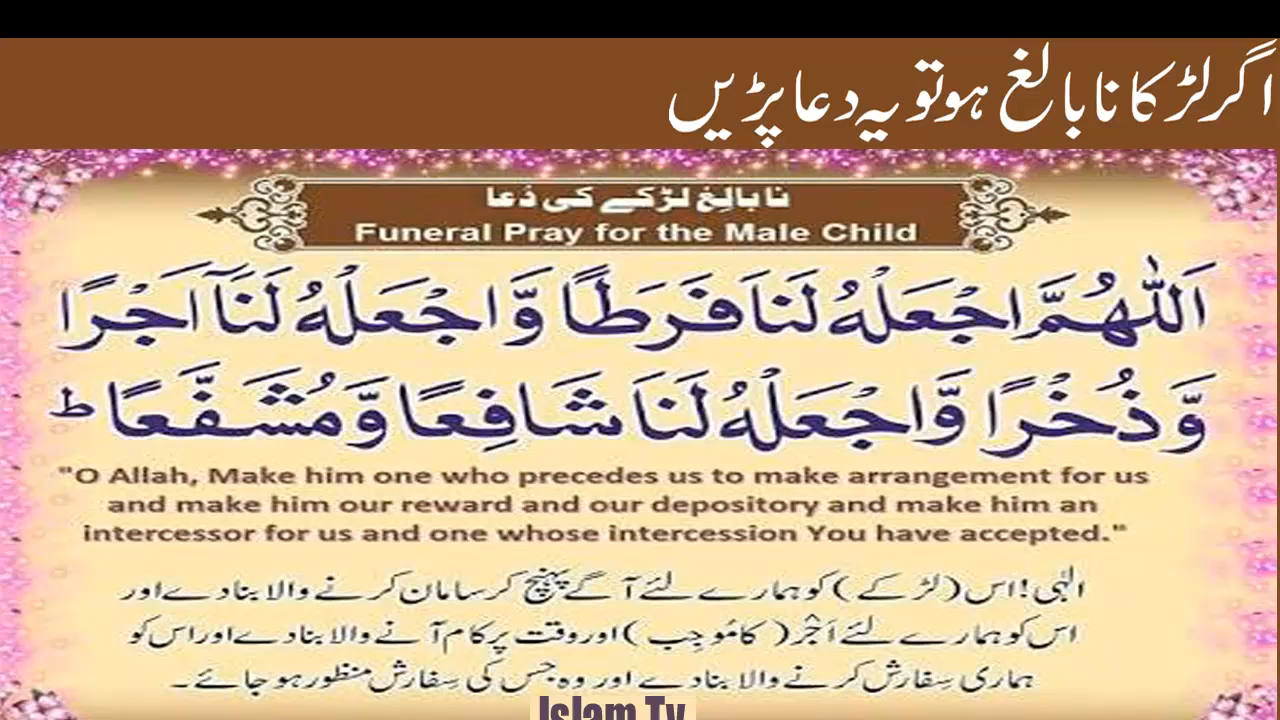 اگر لڑکا نابالغ ہو تو یہ دعا پڑیں
نابالِغ لڑکے کی دُعا
Funeral Pray for the Male Child
اَللّٰهُمَّ اجْعَلْهُ لَنَا فَرَطًا وَّاجْعَلْهُ لَنَآ اَجْرًا
وَّذُخْرًا وَّاجْعَلْهُ لَنَا شَافِعًا وَّمُشَفَّعًا ؕ
"O Allah, Make him one who precedes us to make arrangement for us
and make him our reward and our depository and make him an
intercessor for us and one whose intercession You have accepted."
الٰہی! اس (لڑکے) کو ہمارے لئے آگے پہنچ کر سامان کرنے والا بنا دے اور
اس کو ہمارے لئے اَجْر (کا مُوجِب) اور وقت پر کام آنے والا بنا دے اور اس کو
ہماری سِفارش کرنے والا بنا دے اور وہ جس کی سِفارش منظور ہو جائے۔
Islam Tv